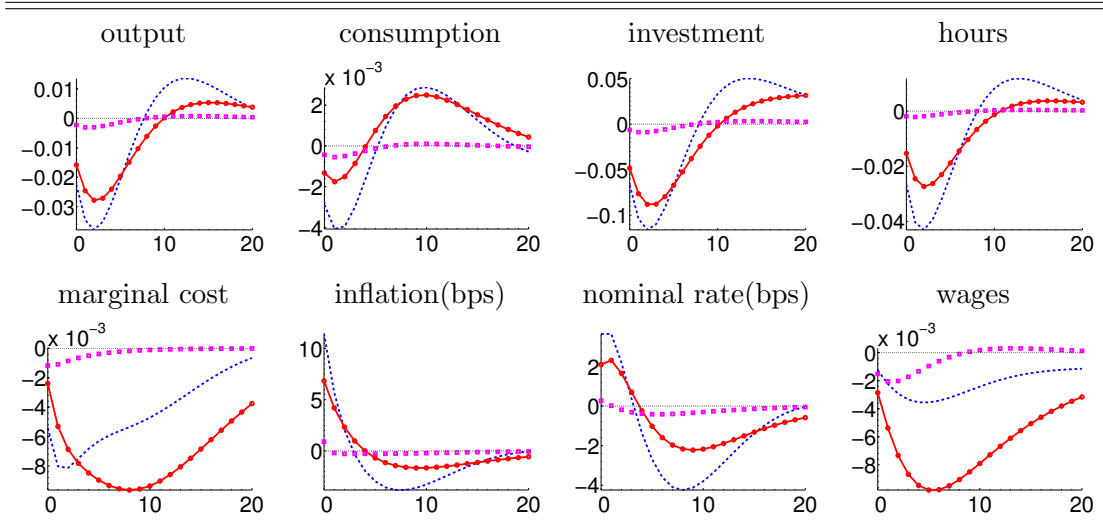 output consumption investment hours
x 10⁻³
0.01
0
−0.01
−0.02
−0.03
0 10 20
2
0
−2
−4
0 10 20
0.05
0
−0.05
−0.1
0 10 20
0
−0.02
−0.04
0 10 20
marginal cost inflation(bps) nominal rate(bps) wages
x 10⁻³
0
−2
−4
−6
−8
0 10 20
10
5
0
0 10 20
2
0
−2
−4
0 10 20
x 10⁻³
0
−2
−4
−6
−8
0 10 20